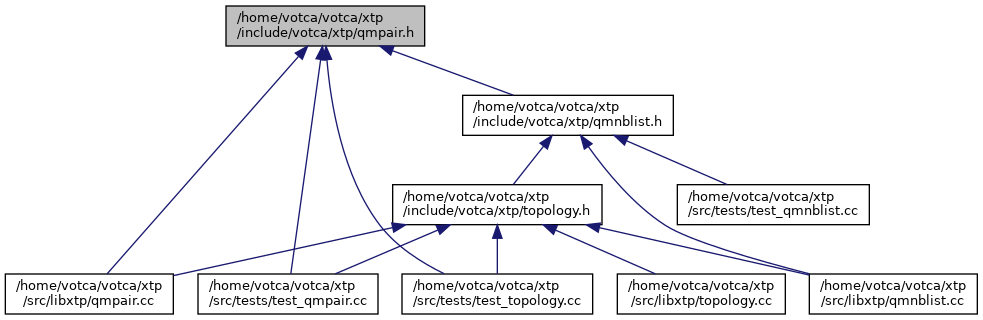 /home/votca/votca/xtp
/include/votca/xtp/qmpair.h
/home/votca/votca/xtp
/include/votca/xtp/qmnblist.h
/home/votca/votca/xtp
/include/votca/xtp/topology.h
/home/votca/votca/xtp
/src/tests/test_qmnblist.cc
/home/votca/votca/xtp
/src/libxtp/qmpair.cc
/home/votca/votca/xtp
/src/tests/test_qmpair.cc
/home/votca/votca/xtp
/src/tests/test_topology.cc
/home/votca/votca/xtp
/src/libxtp/topology.cc
/home/votca/votca/xtp
/src/libxtp/qmnblist.cc